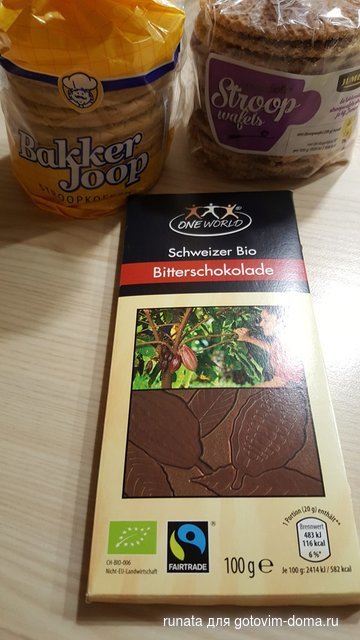 Bakker
Joop
Stroop
wafels
JUMBO
ONE WORLD®
Schweizer Bio
Bitterschokolade
CH-BIO-006
Nicht-EU-Landwirtschaft
FAIRTRADE
100 g e
1 Portion (20 g) enthält**
Brennwert
483 kJ
116 kcal
6 %*
Je 100 g: 2414 kJ / 582 kcal
runata для gotovim-doma.ru